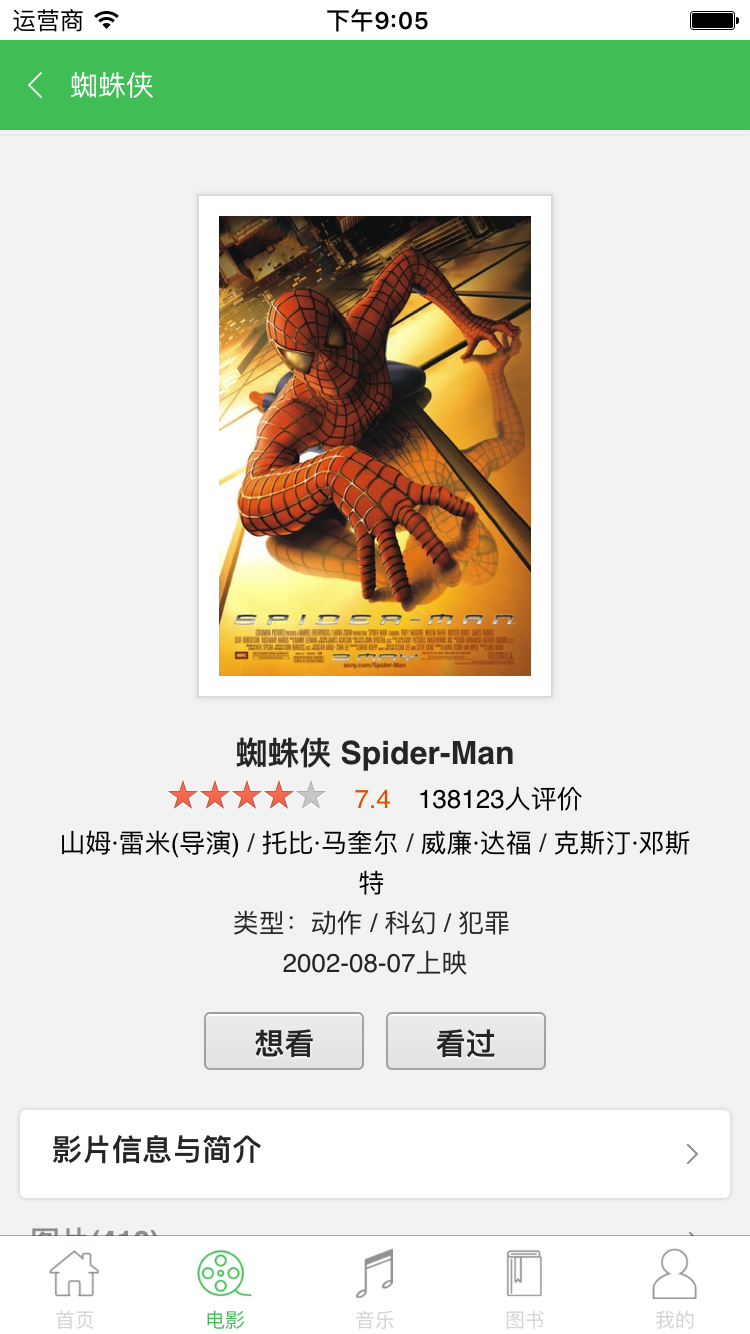 运营商
下午9:05
蜘蛛侠
SPIDER-MAN
2 MAY
sony.com/Spider-Man
蜘蛛侠 Spider-Man
7.4 138123人评价
山姆·雷米(导演) / 托比·马奎尔 / 威廉·达福 / 克斯汀·邓斯
特
类型：动作 / 科幻 / 犯罪
2002-08-07上映
想看
看过
影片信息与简介
首页
电影
音乐
图书
我的